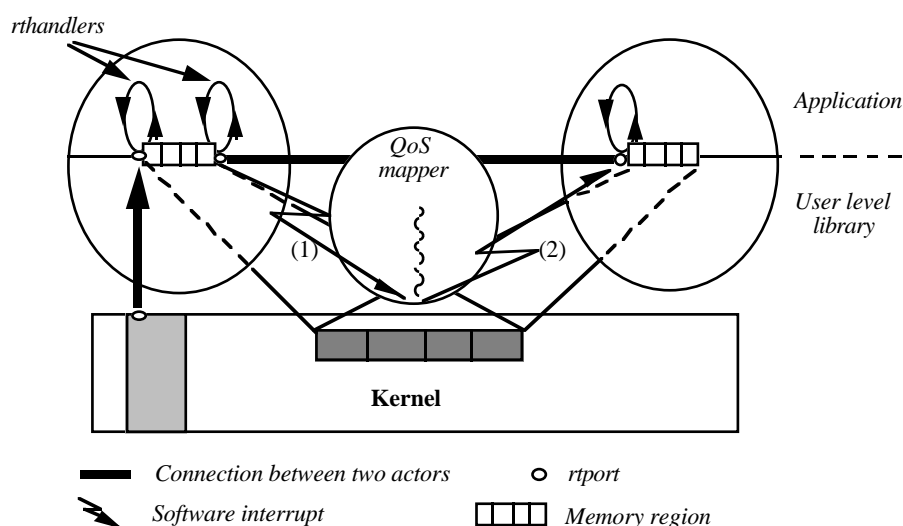 rthandlers
Application
QoS
mapper
User level
library
(1)
(2)
Kernel
Connection between two actors
rtport
Software interrupt
Memory region